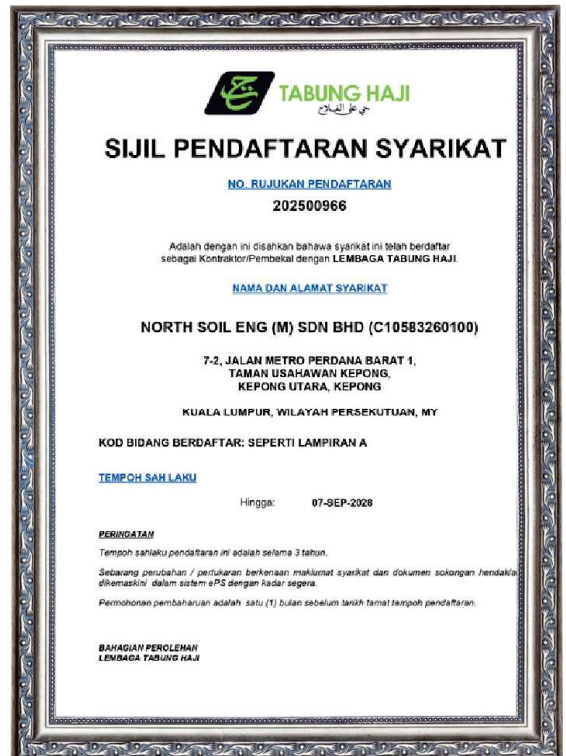 TABUNG HAJI
حي على الفلاح
SIJIL PENDAFTARAN SYARIKAT
NO. RUJUKAN PENDAFTARAN
202500966
Adalah dengan ini disahkan bahawa syarikat ini telah berdaftar
sebagai Kontraktor/Pembekal dengan LEMBAGA TABUNG HAJI.
NAMA DAN ALAMAT SYARIKAT
NORTH SOIL ENG (M) SDN BHD (C10583260100)
7-2, JALAN METRO PERDANA BARAT 1,
TAMAN USAHAWAN KEPONG,
KEPONG UTARA, KEPONG
KUALA LUMPUR, WILAYAH PERSEKUTUAN, MY
KOD BIDANG BERDAFTAR: SEPERTI LAMPIRAN A
TEMPOH SAH LAKU
Hingga: 07-SEP-2028
PERINGATAN
Tempoh sahlaku pendaftaran ini adalah selama 3 tahun.
Sebarang perubahan / pertukaran berkenaan maklumat syarikat dan dokumen sokongan hendakla
dikemaskini dalam sistem ePS dengan kadar segera.
Permohonan pembaharuan adalah satu (1) bulan sebelum tarikh tamat tempoh pendaftaran.
BAHAGIAN PEROLEHAN
LEMBAGA TABUNG HAJI